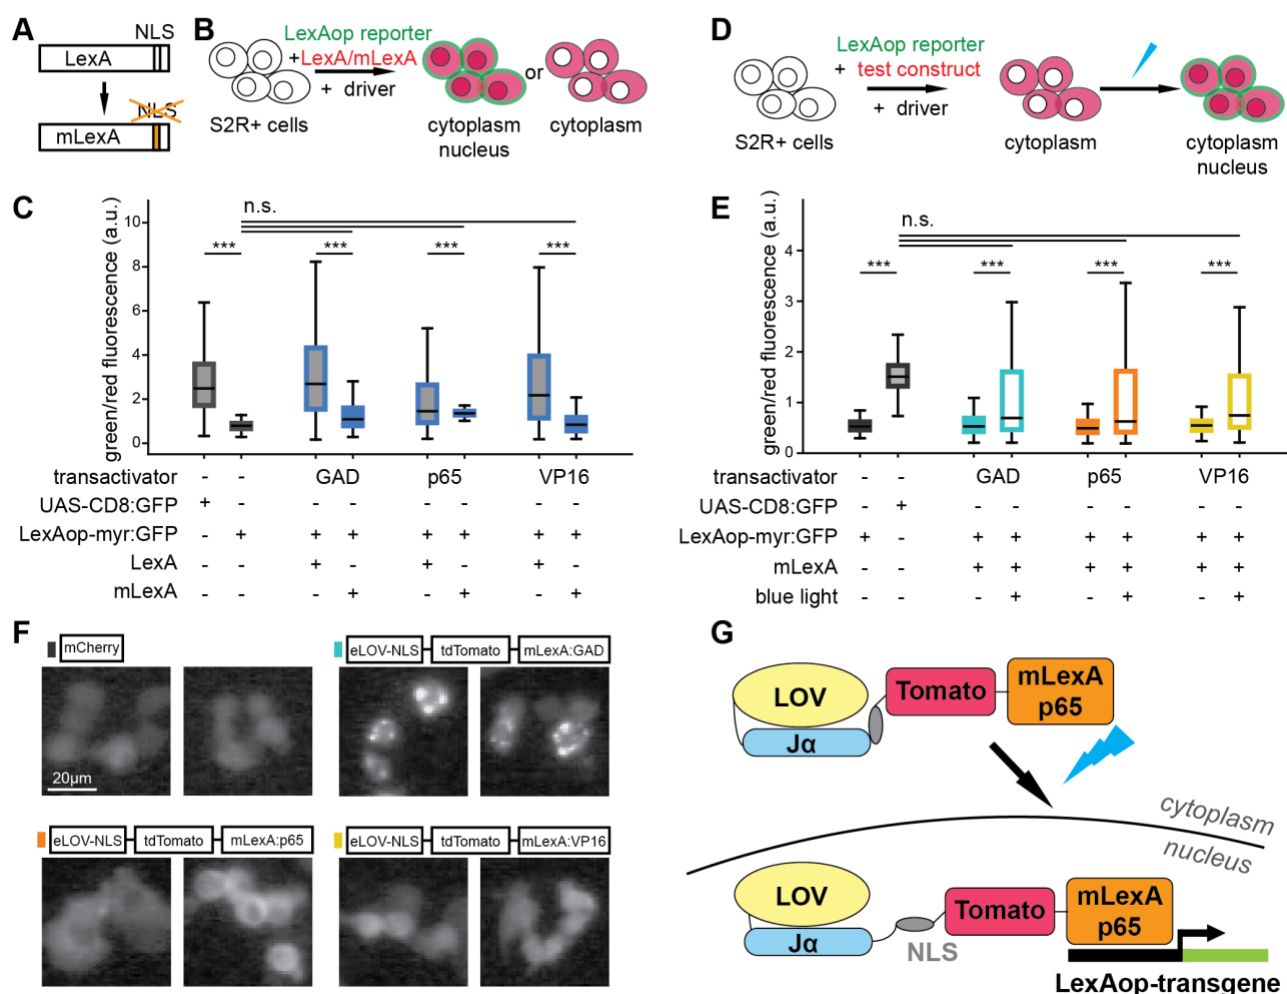 A
NLS
LexA
NLS
mLexA
B
LexAop reporter
+LexA/mLexA
+ driver
or
S2R+ cells
cytoplasm
nucleus
cytoplasm
D
LexAop reporter
+ test construct
+ driver
S2R+ cells
cytoplasm
cytoplasm
nucleus
C
green/red fluorescence (a.u.)
10
8
6
4
2
0
n.s.
*** *** *** ***
transactivator - - GAD p65 VP16
UAS-CD8:GFP + - - - - - - -
LexAop-myr:GFP - + + + + + + +
LexA - - + - + - + -
mLexA - - - + - + - +
E
green/red fluorescence (a.u.)
4
3
2
1
0
n.s.
*** *** *** ***
transactivator - - GAD p65 VP16
UAS-CD8:GFP - + - - - - - -
LexAop-myr:GFP + - + + + + + +
mLexA - - + + + + + +
blue light - - - + - + - +
F
mCherry
20µm
eLOV-NLS tdTomato mLexA:GAD
eLOV-NLS tdTomato mLexA:p65
eLOV-NLS tdTomato mLexA:VP16
G
LOV
Jα
Tomato
mLexA
p65
cytoplasm
nucleus
LOV
Jα
NLS
Tomato
mLexA
p65
LexAop-transgene